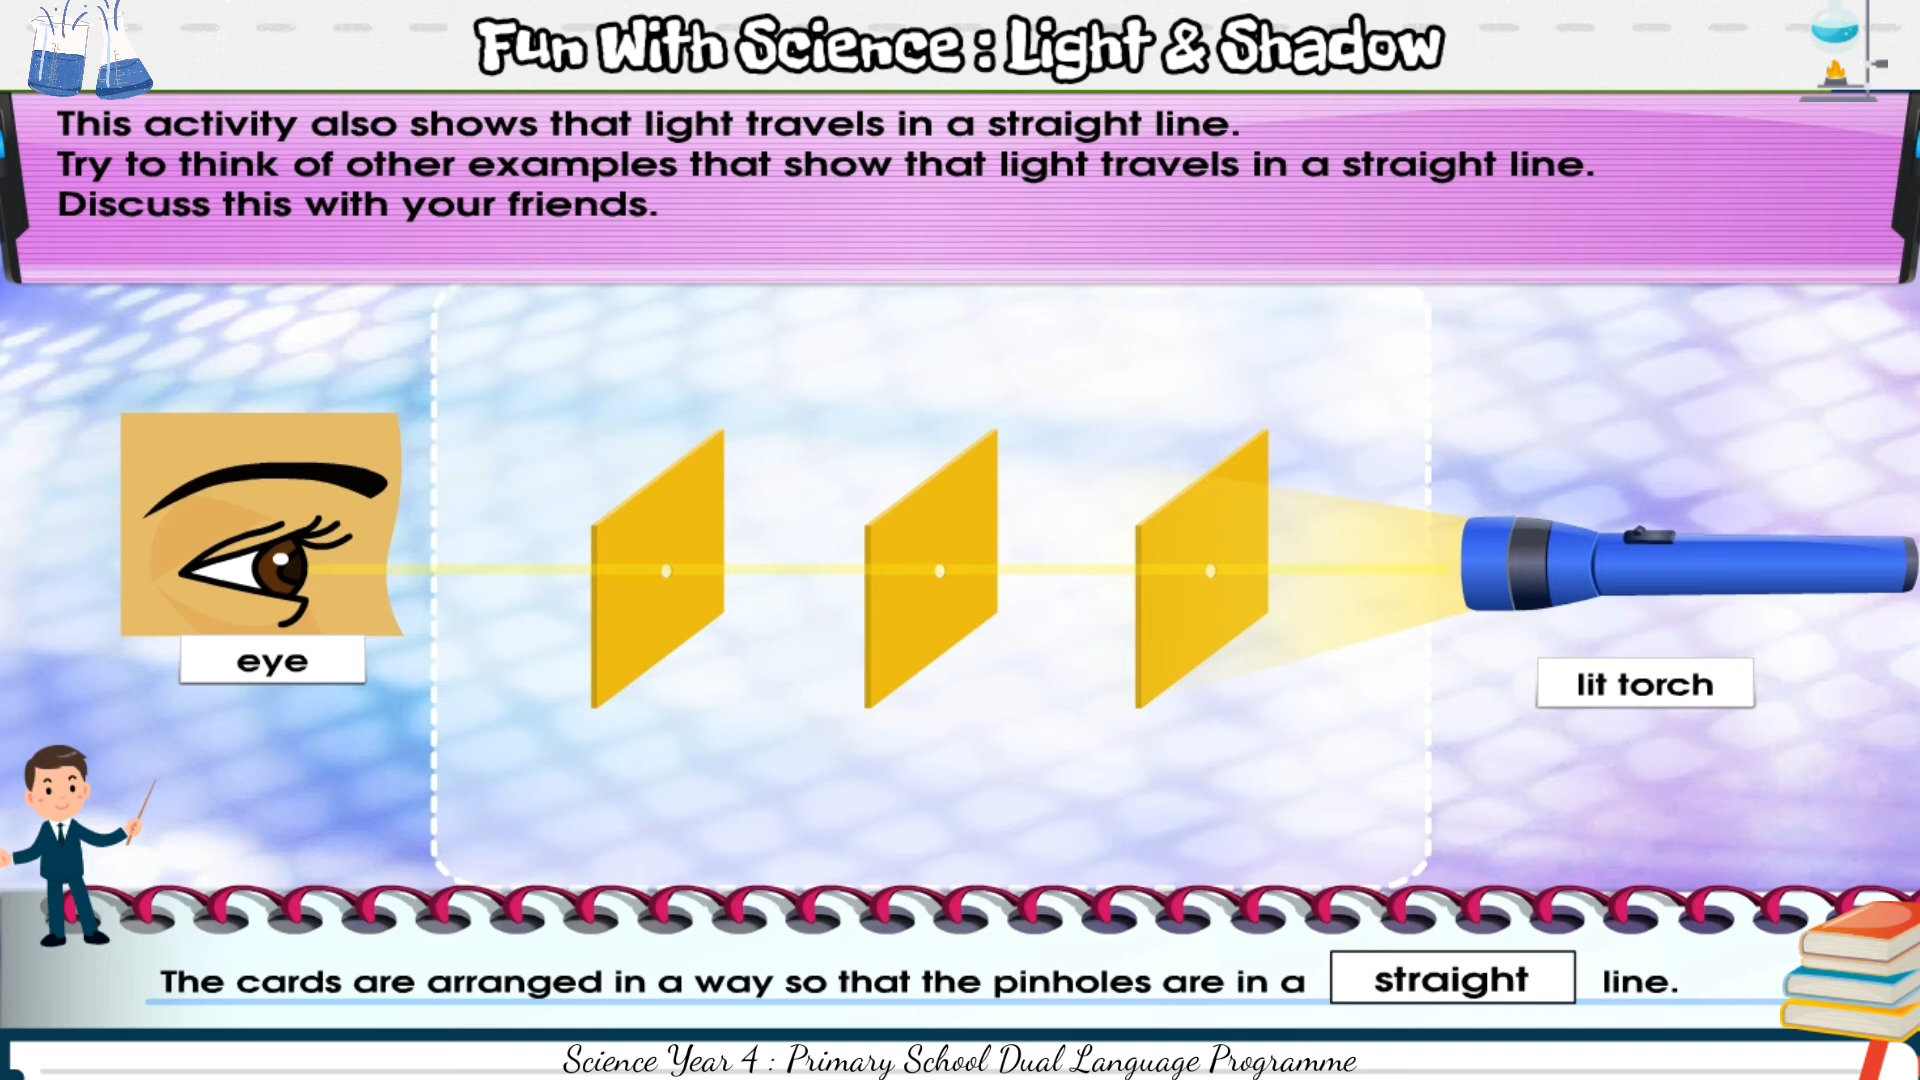 Fun With Science : Light & Shadow
This activity also shows that light travels in a straight line.
Try to think of other examples that show that light travels in a straight line.
Discuss this with your friends.
eye
lit torch
The cards are arranged in a way so that the pinholes are in a straight line.
Science Year 4 : Primary School Dual Language Programme